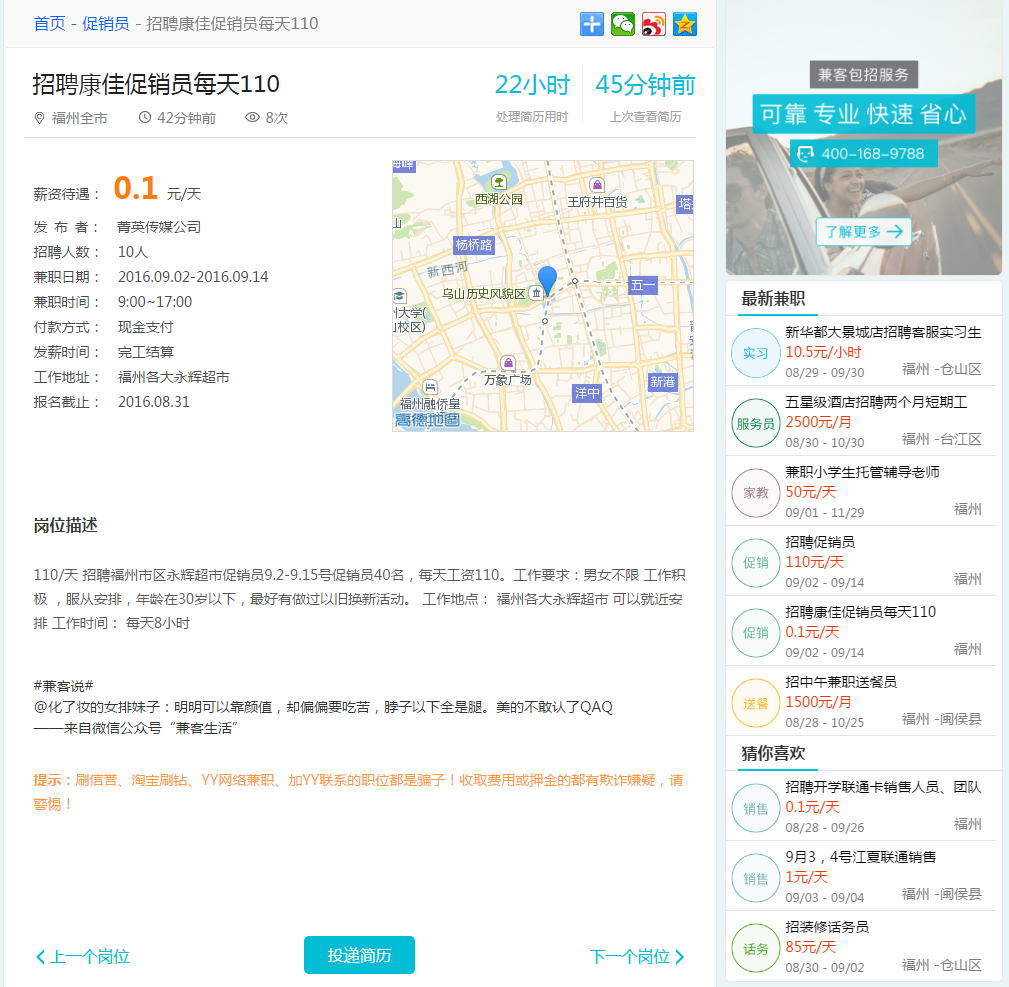 首页 - 促销员 - 招聘康佳促销员每天110
招聘康佳促销员每天110
福州全市 42分钟前 8次
22小时
处理简历用时
45分钟前
上次查看简历
薪资待遇： 0.1 元/天
发 布 者： 菁英传媒公司
招聘人数： 10人
兼职日期： 2016.09.02-2016.09.14
兼职时间： 9:00~17:00
付款方式： 现金支付
发薪时间： 完工结算
工作地址： 福州各大永辉超市
报名截止： 2016.08.31
西湖公园
王府井百货
杨桥路
新西河
五一
乌山历史风貌区
州大学(
山校区)
万象广场
洋中
新港
福州融侨皇
高德地图
岗位描述
110/天 招聘福州市区永辉超市促销员9.2-9.15号促销员40名，每天工资110。工作要求：男女不限 工作积
极 ，服从安排，年龄在30岁以下，最好有做过以旧换新活动。 工作地点： 福州各大永辉超市 可以就近安
排 工作时间： 每天8小时
#兼客说#
@化了妆的女排妹子：明明可以靠颜值，却偏偏要吃苦，脖子以下全是腿。美的不敢认了QAQ
——来自微信公众号“兼客生活”
提示：刷信营、淘宝刷钻、YY网络兼职、加YY联系的职位都是骗子！收取费用或押金的都有欺诈嫌疑，请
警惕！
上一个岗位
投递简历
下一个岗位
兼客包招服务
可靠 专业 快速 省心
400-168-9788
了解更多
最新兼职
实习
新华都大景城店招聘客服实习生
10.5元/小时
08/29 - 09/30 福州 -仓山区
服务员
五星级酒店招聘两个月短期工
2500元/月
08/30 - 10/30 福州 -台江区
家教
兼职小学生托管辅导老师
50元/天
09/01 - 11/29 福州
促销
招聘促销员
110元/天
09/02 - 09/14 福州
促销
招聘康佳促销员每天110
0.1元/天
09/02 - 09/14 福州
送餐
招中午兼职送餐员
1500元/月
08/28 - 10/25 福州 -闽侯县
猜你喜欢
销售
招聘开学联通卡销售人员、团队
0.1元/天
08/28 - 09/26 福州
销售
9月3，4号江夏联通销售
1元/天
09/03 - 09/04 福州 -闽侯县
话务
招装修话务员
85元/天
08/30 - 09/02 福州 -仓山区